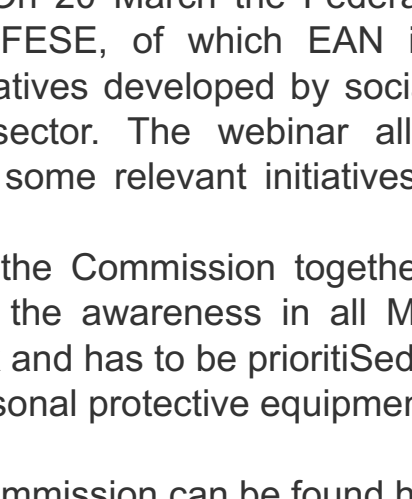 On 20 March the Federa
FESE, of which EAN i
atives developed by soci
sector. The webinar all
some relevant initiatives
the Commission togethe
the awareness in all M
and has to be prioritiSed
sonal protective equipmen
mmission can be found h